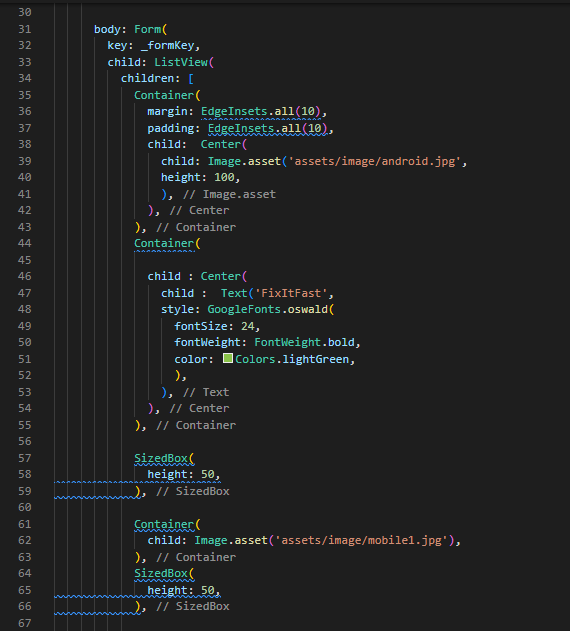 30
31 body: Form(
32 key: _formKey,
33 child: ListView(
34 children: [
35 Container(
36 margin: EdgeInsets.all(10),
37 padding: EdgeInsets.all(10),
38 child:  Center(
39 child: Image.asset('assets/image/android.jpg',
40 height: 100,
41 ), // Image.asset
42 ), // Center
43 ), // Container
44 Container(
45
46 child : Center(
47 child :  Text('FixItFast',
48 style: GoogleFonts.oswald(
49 fontSize: 24,
50 fontWeight: FontWeight.bold,
51 color: Colors.lightGreen,
52 ),
53 ), // Text
54 ), // Center
55 ), // Container
56
57 SizedBox(
58 height: 50,
59 ), // SizedBox
60
61 Container(
62 child: Image.asset('assets/image/mobile1.jpg'),
63 ), // Container
64 SizedBox(
65 height: 50,
66 ), // SizedBox
67